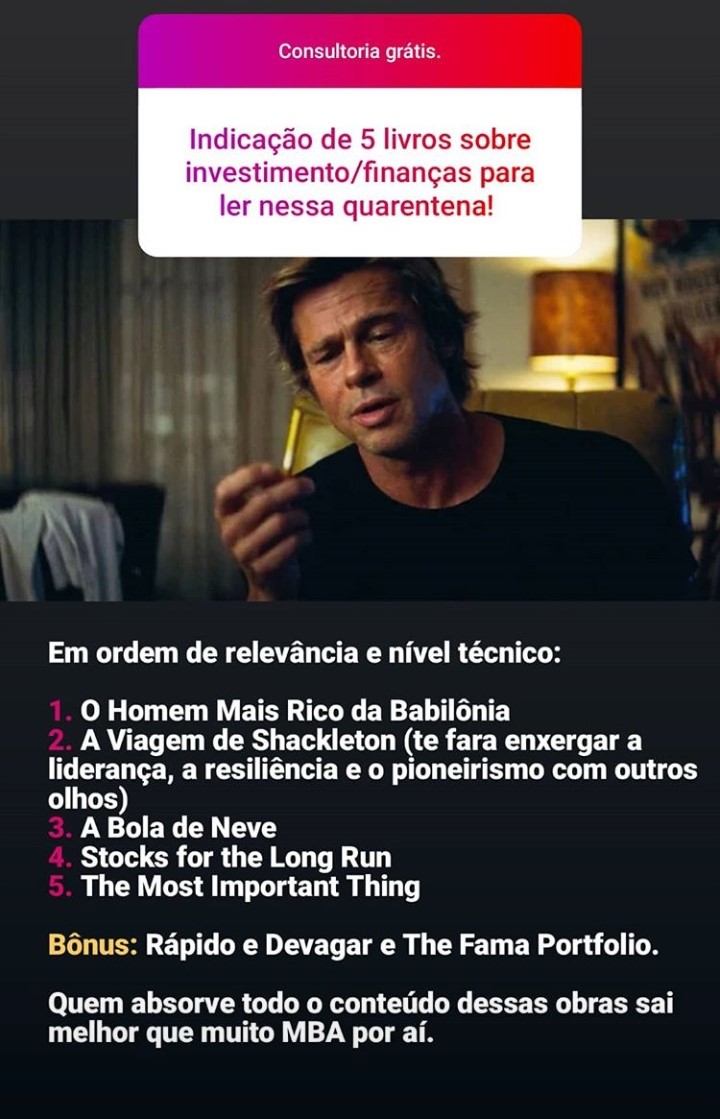 Consultoria grátis.
Indicação de 5 livros sobre
investimento/finanças para
ler nessa quarentena!
Em ordem de relevância e nível técnico:
1. O Homem Mais Rico da Babilônia
2. A Viagem de Shackleton (te fara enxergar a
liderança, a resiliência e o pioneirismo com outros
olhos)
3. A Bola de Neve
4. Stocks for the Long Run
5. The Most Important Thing
Bônus: Rápido e Devagar e The Fama Portfolio.
Quem absorve todo o conteúdo dessas obras sai
melhor que muito MBA por aí.